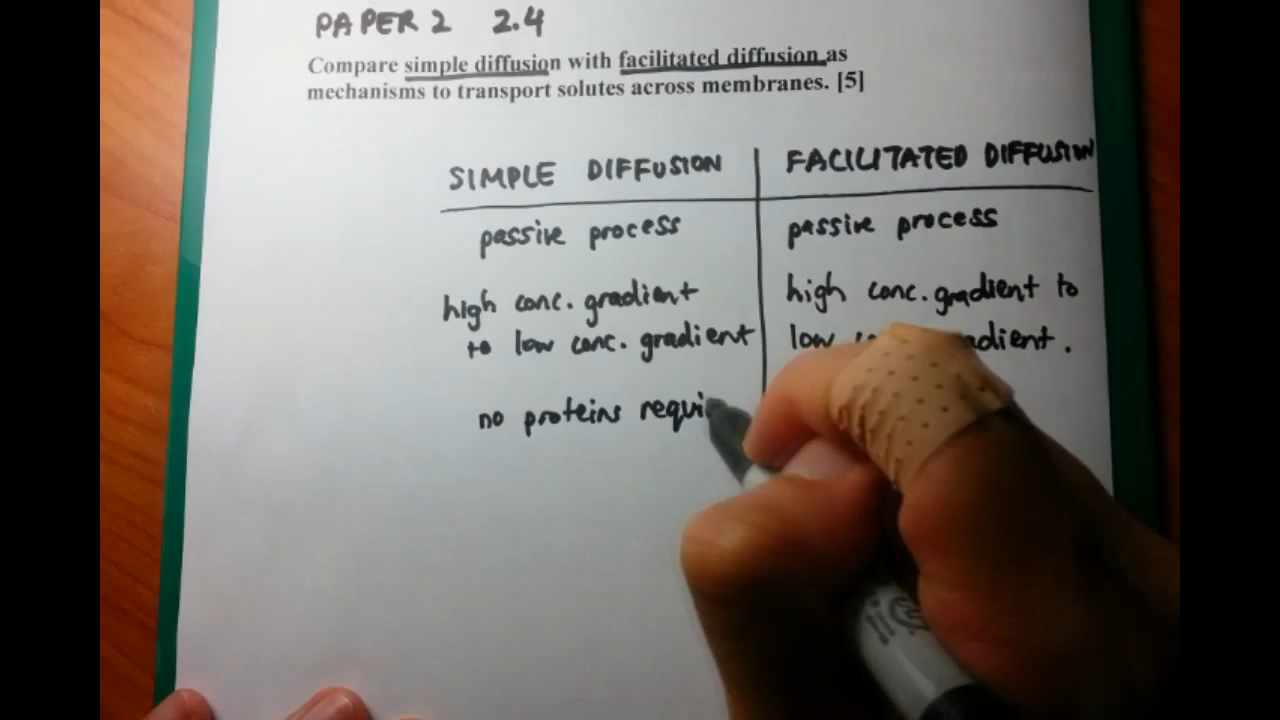 PAPER 2 2.4
Compare simple diffusion with facilitated diffusion as
mechanisms to transport solutes across membranes. [5]
SIMPLE DIFFUSION
FACILITATED DIFFUSION
passive process
passive process
high conc. gradient
to low conc. gradient
high conc. gradient to
low adient.
no proteins requi